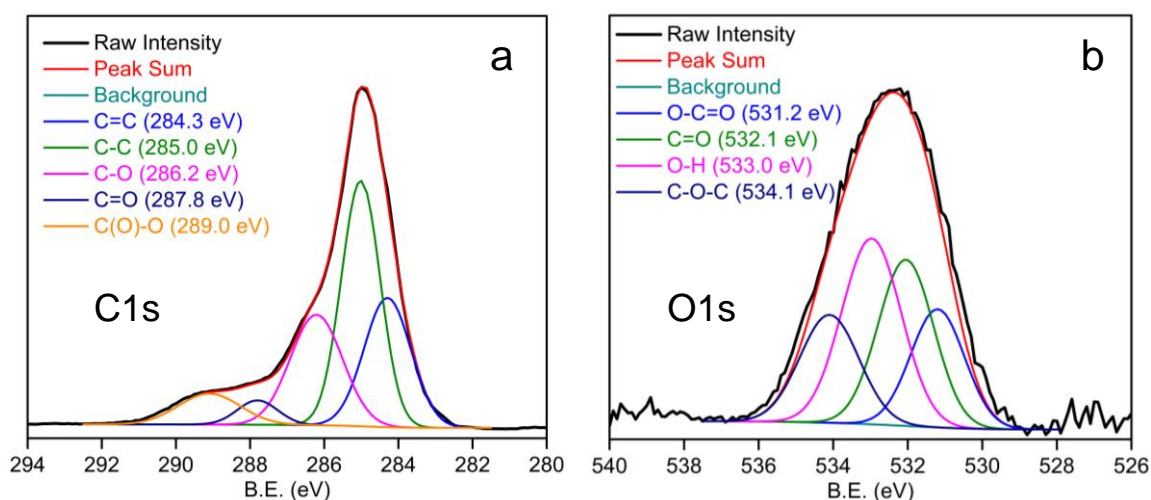 a
Raw Intensity
Peak Sum
Background
C=C (284.3 eV)
C-C (285.0 eV)
C-O (286.2 eV)
C=O (287.8 eV)
C(O)-O (289.0 eV)
C1s
294 292 290 288 286 284 282 280
B.E. (eV)
b
Raw Intensity
Peak Sum
Background
O-C=O (531.2 eV)
C=O (532.1 eV)
O-H (533.0 eV)
C-O-C (534.1 eV)
O1s
540 538 536 534 532 530 528 526
B.E. (eV)